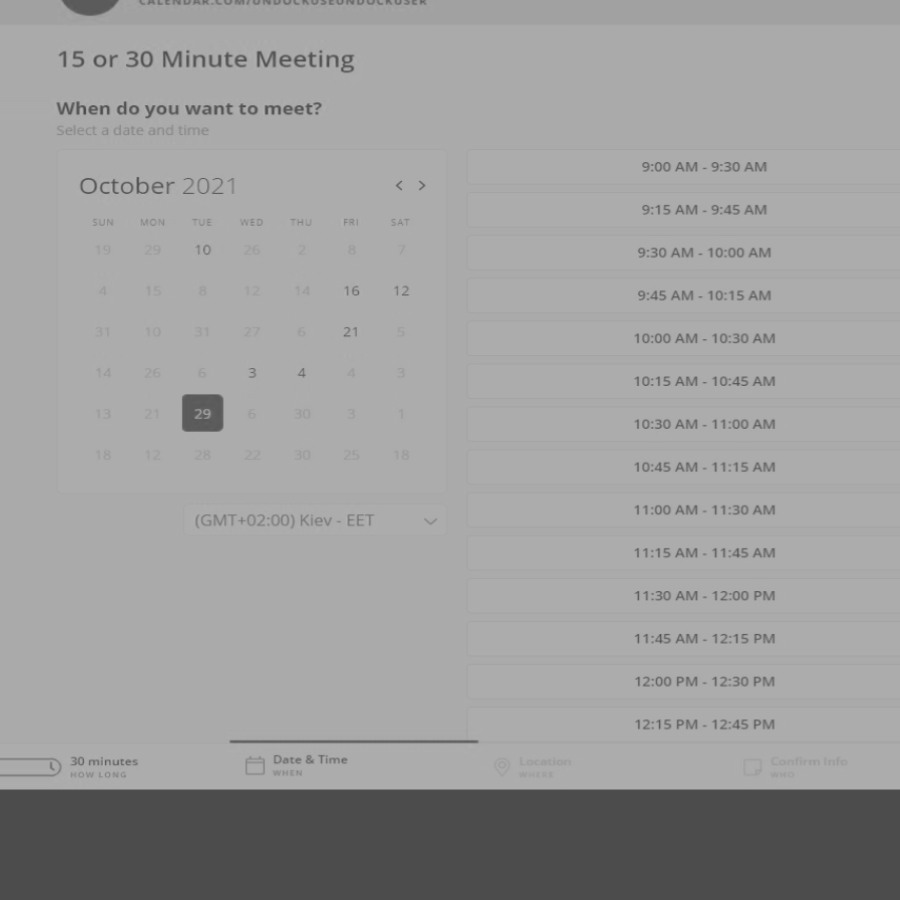 CALENDAR.COM/UNDOCKUSEUNDOCKUSER
15 or 30 Minute Meeting
When do you want to meet?
Select a date and time
October 2021 < >
SUN MON TUE WED THU FRI SAT
19 29 10 26 2 8 7
4 15 8 12 14 16 12
31 10 31 27 6 21 5
14 26 6 3 4 4 3
13 21 29 6 30 3 1
18 12 28 22 30 25 18
(GMT+02:00) Kiev - EET
9:00 AM - 9:30 AM
9:15 AM - 9:45 AM
9:30 AM - 10:00 AM
9:45 AM - 10:15 AM
10:00 AM - 10:30 AM
10:15 AM - 10:45 AM
10:30 AM - 11:00 AM
10:45 AM - 11:15 AM
11:00 AM - 11:30 AM
11:15 AM - 11:45 AM
11:30 AM - 12:00 PM
11:45 AM - 12:15 PM
12:00 PM - 12:30 PM
12:15 PM - 12:45 PM
30 minutes
HOW LONG
Date & Time
WHEN
Location
WHERE
Confirm Info
WHO